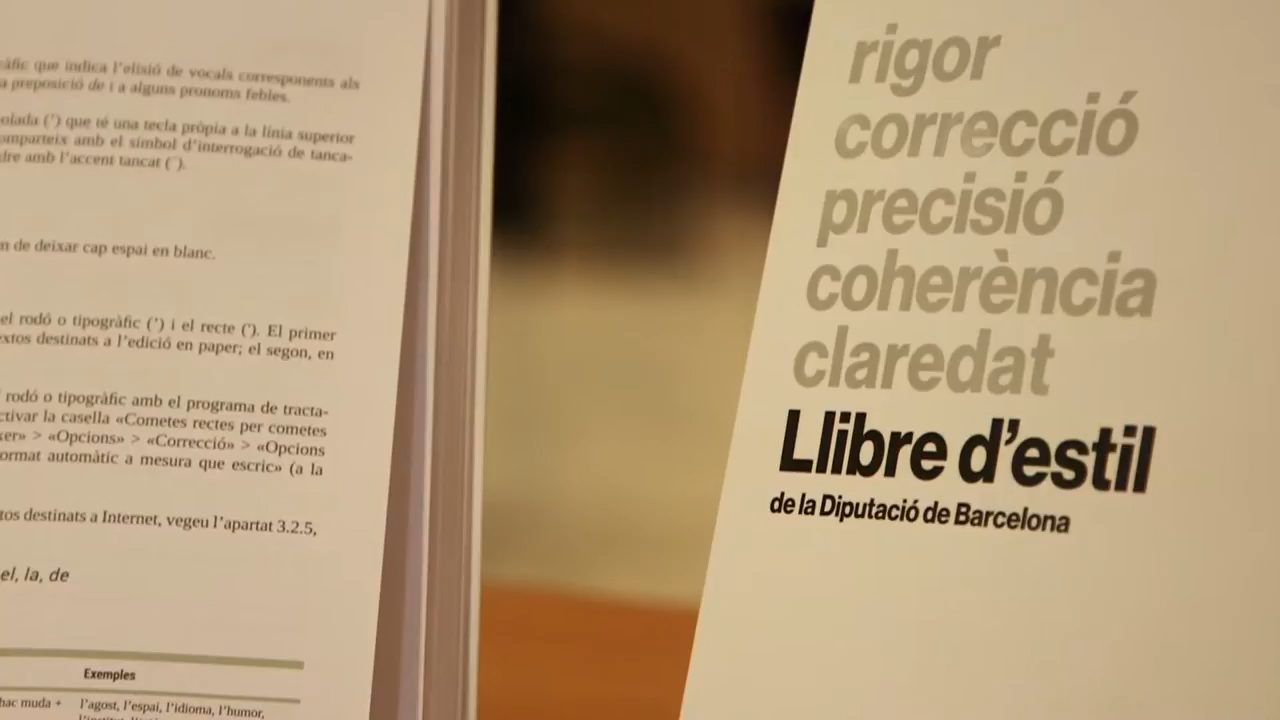 àfic que indica l'elisió de vocals corresponents als
a preposició de i a alguns pronoms febles.
olada (') que té una tecla pròpia a la línia superior
omparteix amb el símbol d'interrogació de tanca-
dre amb l'accent tancat (´).
n de deixar cap espai en blanc.
el rodó o tipogràfic (’) i el recte ('). El primer
extos destinats a l'edició en paper; el segon, en
rodó o tipogràfic amb el programa de tracta-
ctivar la casella «Cometes rectes per cometes
xer» > «Opcions» > «Correcció» > «Opcions
ormat automàtic a mesura que escric» (a la
tos destinats a Internet, vegeu l'apartat 3.2.5,
el, la, de
Exemples
hac muda + l'agost, l'espai, l'idioma, l'humor,
rigor
correcció
precisió
coherència
claredat
Llibre d'estil
de la Diputació de Barcelona